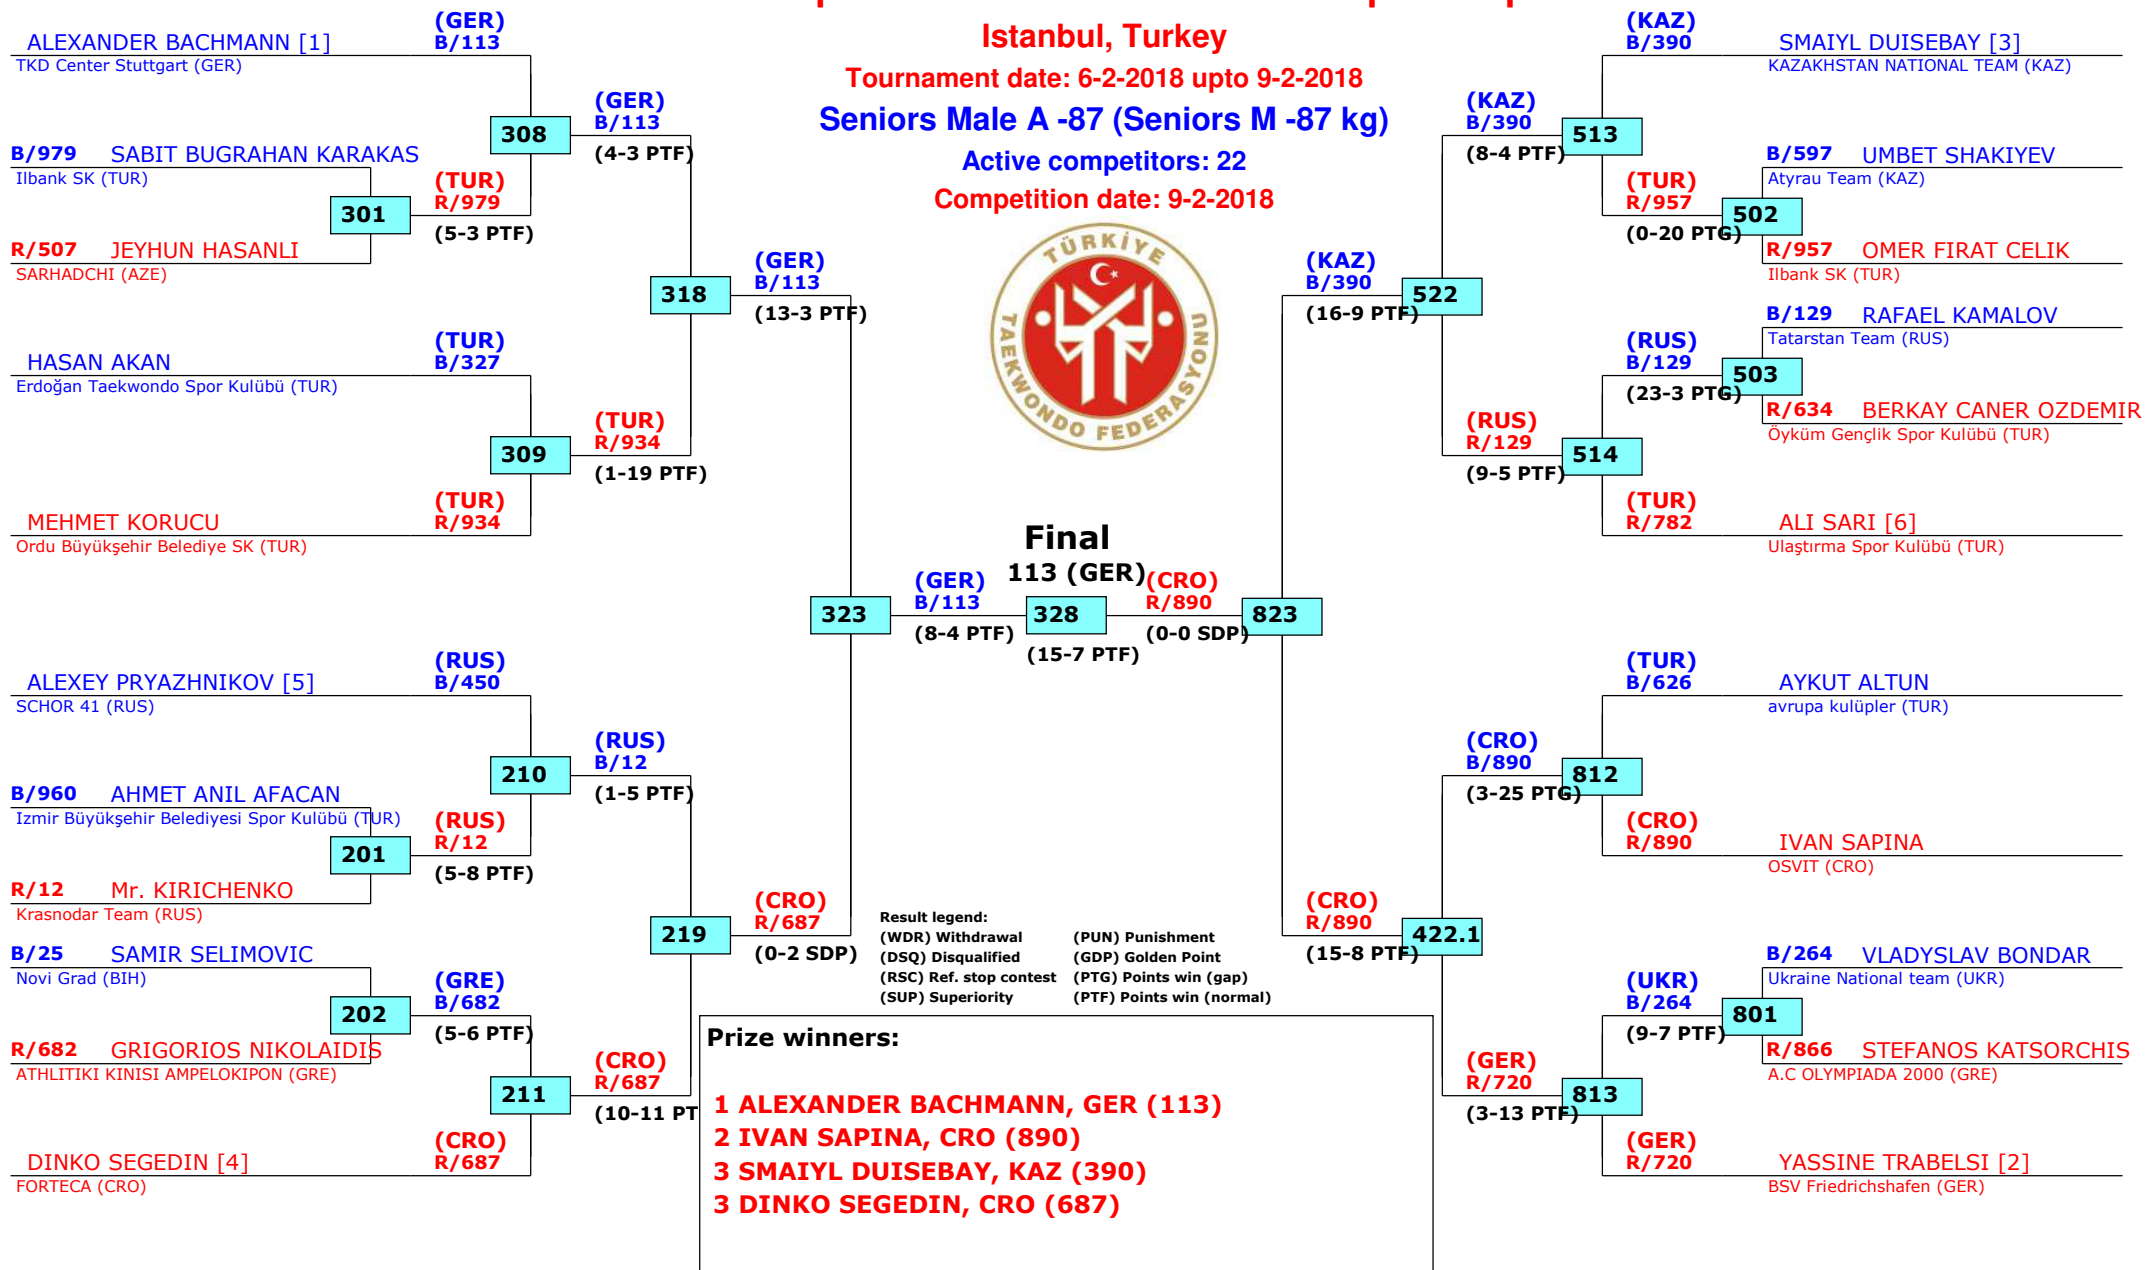 Istanbul, Turkey
Tournament date: 6-2-2018 upto 9-2-2018
Seniors Male A -87 (Seniors M -87 kg)
Active competitors: 22
Competition date: 9-2-2018
TÜRKİYE TAEKWONDO FEDERASYONU
ALEXANDER BACHMANN [1]
TKD Center Stuttgart (GER)
(GER)
B/113
B/979 SABIT BUGRAHAN KARAKAS
Ilbank SK (TUR)
301
R/507 JEYHUN HASANLI
SARHADCHI (AZE)
(TUR)
R/979
(5-3 PTF)
308
(GER)
B/113
(4-3 PTF)
HASAN AKAN
Erdoğan Taekwondo Spor Kulübü (TUR)
(TUR)
B/327
309
MEHMET KORUCU
Ordu Büyükşehir Belediye SK (TUR)
(TUR)
R/934
(TUR)
R/934
(1-19 PTF)
318
(GER)
B/113
(13-3 PTF)
ALEXEY PRYAZHNIKOV [5]
SCHOR 41 (RUS)
(RUS)
B/450
B/960 AHMET ANIL AFACAN
Izmir Büyükşehir Belediyesi Spor Kulübü (TUR)
201
R/12 Mr. KIRICHENKO
Krasnodar Team (RUS)
(RUS)
R/12
(5-8 PTF)
210
(RUS)
B/12
(1-5 PTF)
B/25 SAMIR SELIMOVIC
Novi Grad (BIH)
202
R/682 GRIGORIOS NIKOLAIDIS
ATHLITIKI KINISI AMPELOKIPON (GRE)
(GRE)
B/682
(5-6 PTF)
211
DINKO SEGEDIN [4]
FORTECA (CRO)
(CRO)
R/687
(CRO)
R/687
(10-11 PT
219
(CRO)
R/687
(0-2 SDP)
323
(GER)
B/113
(8-4 PTF)
Final
113 (GER)
328
(15-7 PTF)
(CRO)
R/890
(0-0 SDP)
823
(KAZ)
B/390
(16-9 PTF)
522
(KAZ)
B/390
(8-4 PTF)
513
(KAZ)
B/390
SMAIYL DUISEBAY [3]
KAZAKHSTAN NATIONAL TEAM (KAZ)
(TUR)
R/957
(0-20 PTG)
502
B/597 UMBET SHAKIYEV
Atyrau Team (KAZ)
R/957 OMER FIRAT CELIK
Ilbank SK (TUR)
(RUS)
R/129
(9-5 PTF)
514
(RUS)
B/129
(23-3 PTG)
503
B/129 RAFAEL KAMALOV
Tatarstan Team (RUS)
R/634 BERKAY CANER OZDEMIR
Öyküm Gençlik Spor Kulübü (TUR)
(TUR)
R/782
ALI SARI [6]
Ulaştırma Spor Kulübü (TUR)
(CRO)
R/890
(15-8 PTF)
422.1
(CRO)
B/890
(3-25 PTG)
812
(TUR)
B/626
AYKUT ALTUN
avrupa kulüpler (TUR)
(CRO)
R/890
IVAN SAPINA
OSVIT (CRO)
(GER)
R/720
(3-13 PTF)
813
(UKR)
B/264
(9-7 PTF)
801
B/264 VLADYSLAV BONDAR
Ukraine National team (UKR)
R/866 STEFANOS KATSORCHIS
A.C OLYMPIADA 2000 (GRE)
(GER)
R/720
YASSINE TRABELSI [2]
BSV Friedrichshafen (GER)
Result legend:
(WDR) Withdrawal (PUN) Punishment
(DSQ) Disqualified (GDP) Golden Point
(RSC) Ref. stop contest (PTG) Points win (gap)
(SUP) Superiority (PTF) Points win (normal)
Prize winners:
1 ALEXANDER BACHMANN, GER (113)
2 IVAN SAPINA, CRO (890)
3 SMAIYL DUISEBAY, KAZ (390)
3 DINKO SEGEDIN, CRO (687)